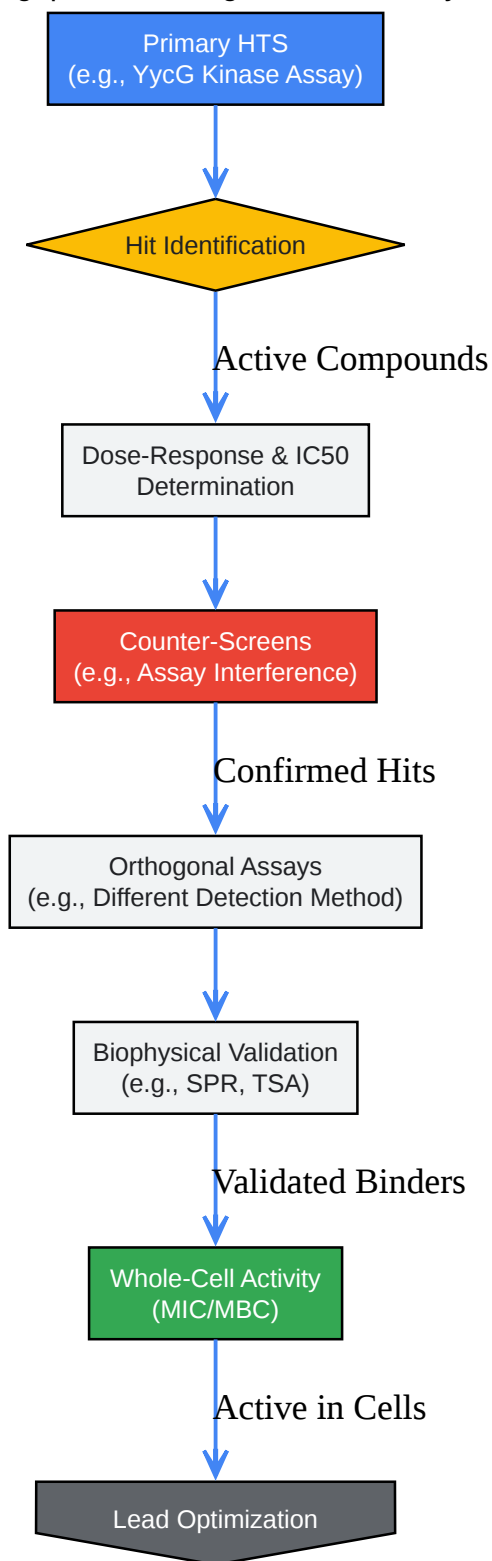 Primary HTS
(e.g., YycG Kinase Assay)
Hit Identification
Active Compounds
Dose-Response & IC50
Determination
Counter-Screens
(e.g., Assay Interference)
Confirmed Hits
Orthogonal Assays
(e.g., Different Detection Method)
Biophysical Validation
(e.g., SPR, TSA)
Validated Binders
Whole-Cell Activity
(MIC/MBC)
Active in Cells
Lead Optimization